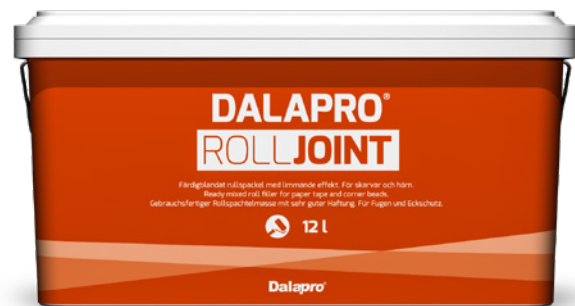 DALAPRO®
ROLLJOINT
Färdigblandat rullspackel med limmande effekt. För skarvar och hörn.
Ready mixed roll filler for paper tape and corner beads.
Gebrauchsfertiger Rollspachtelmasse mit sehr guter Haftung. Für Fugen und Eckschutz.
12 l
Dalapro®